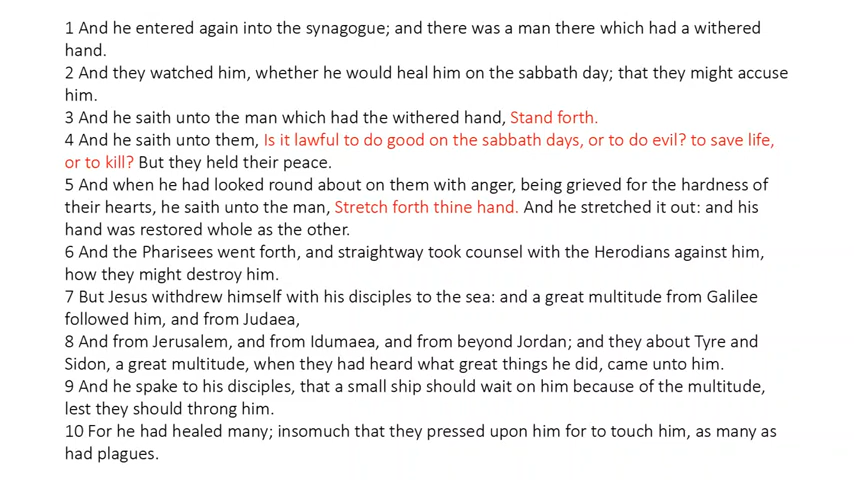 1 And he entered again into the synagogue; and there was a man there which had a withered
hand.
2 And they watched him, whether he would heal him on the sabbath day; that they might accuse
him.
3 And he saith unto the man which had the withered hand, Stand forth.
4 And he saith unto them, Is it lawful to do good on the sabbath days, or to do evil? to save life,
or to kill? But they held their peace.
5 And when he had looked round about on them with anger, being grieved for the hardness of
their hearts, he saith unto the man, Stretch forth thine hand. And he stretched it out: and his
hand was restored whole as the other.
6 And the Pharisees went forth, and straightway took counsel with the Herodians against him,
how they might destroy him.
7 But Jesus withdrew himself with his disciples to the sea: and a great multitude from Galilee
followed him, and from Judaea,
8 And from Jerusalem, and from Idumaea, and from beyond Jordan; and they about Tyre and
Sidon, a great multitude, when they had heard what great things he did, came unto him.
9 And he spake to his disciples, that a small ship should wait on him because of the multitude,
lest they should throng him.
10 For he had healed many; insomuch that they pressed upon him for to touch him, as many as
had plagues.